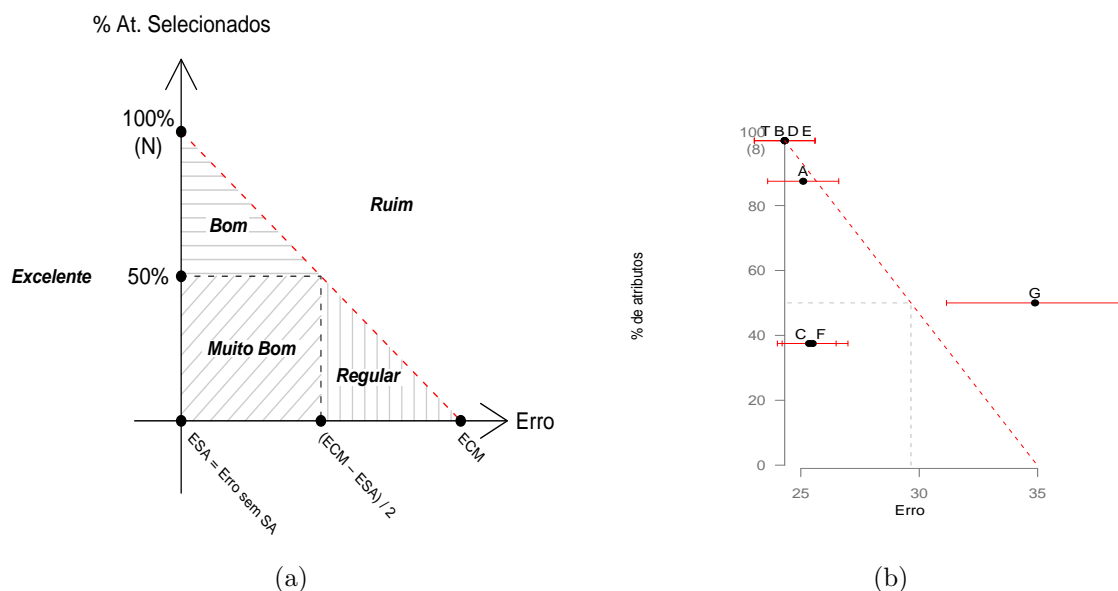 % At. Selecionados
100%
(N)
Bom
Ruim
Excelente
50%
Muito Bom
Regular
Erro
ESA = Erro sem SA
(ECM − ESA) / 2
ECM
(a)
% de atributos
100
(8)
80
60
40
20
0
T B D E
A
G
C F
25
30
35
Erro
(b)